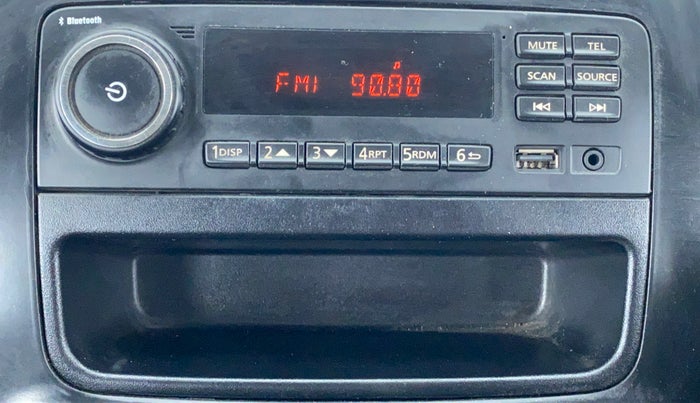 Bluetooth
FM1 90.80
MUTE TEL
SCAN SOURCE
1DISP 2 3 4RPT 5RDM 6